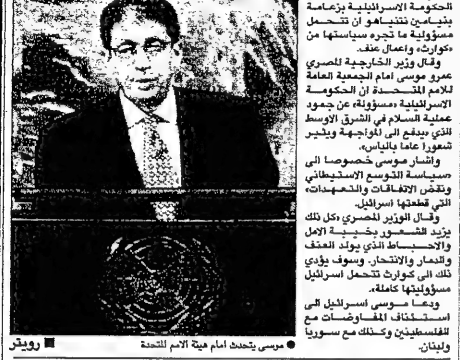 الحكومة الاسرائيلية بزعامة
بنيامين نتنياهو ان تتحمل
مسؤولية ما تجره سياستها من
«كوارث» واعمال عنف.
وقال وزير الخارجية المصري
عمرو موسى امام الجمعية العامة
للامم المتحدة ان الحكومة
الاسرائيلية «مسؤولة» عن جمود
عملية السلام في الشرق الاوسط
الذي «يدفع الى المواجهة ويثير
شعورا عاما بالياس».
واشار موسى خصوصا الى
«سياسة التوسع الاستيطاني
ونقض الاتفاقات والتعهدات»
التي قطعتها اسرائيل.
وقال الوزير المصري «كل ذلك
يزيد الشعور بخيبة الامل
والاحباط الذي يولد العنف
والدمار والانتحار. وسوف يؤدي
ذلك الى كوارث تتحمل اسرائيل
مسؤوليتها كاملة».
ودعا موسى اسرائيل الى
استئناف المفاوضات مع
الفلسطينيين وكذلك مع سوريا
ولبنان.
● موسى يتحدث امام هيئة الامم المتحدة ■ رويتر